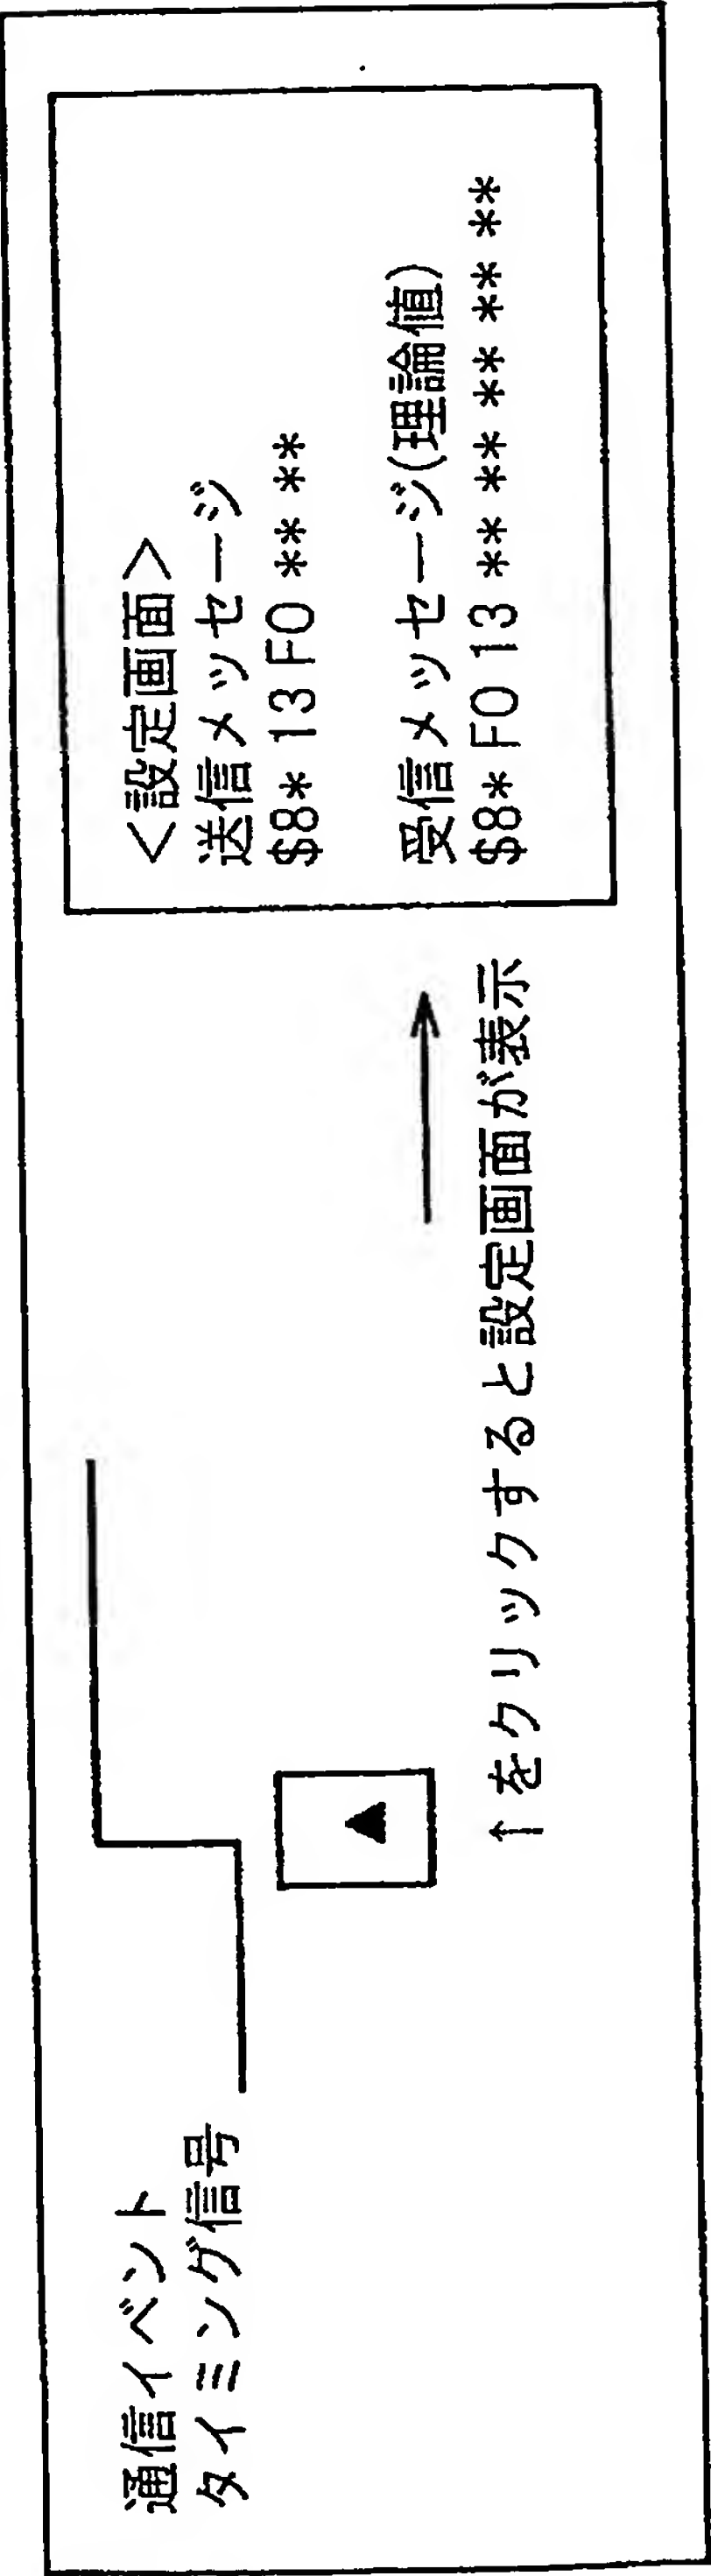 通信イベント
タイミング信号
▲
↑をクリックすると設定画面が表示
＜設定画面＞
送信メッセージ
$8* 13 F0 ** **
受信メッセージ(理論値)
$8* F0 13 ** ** ** ** **